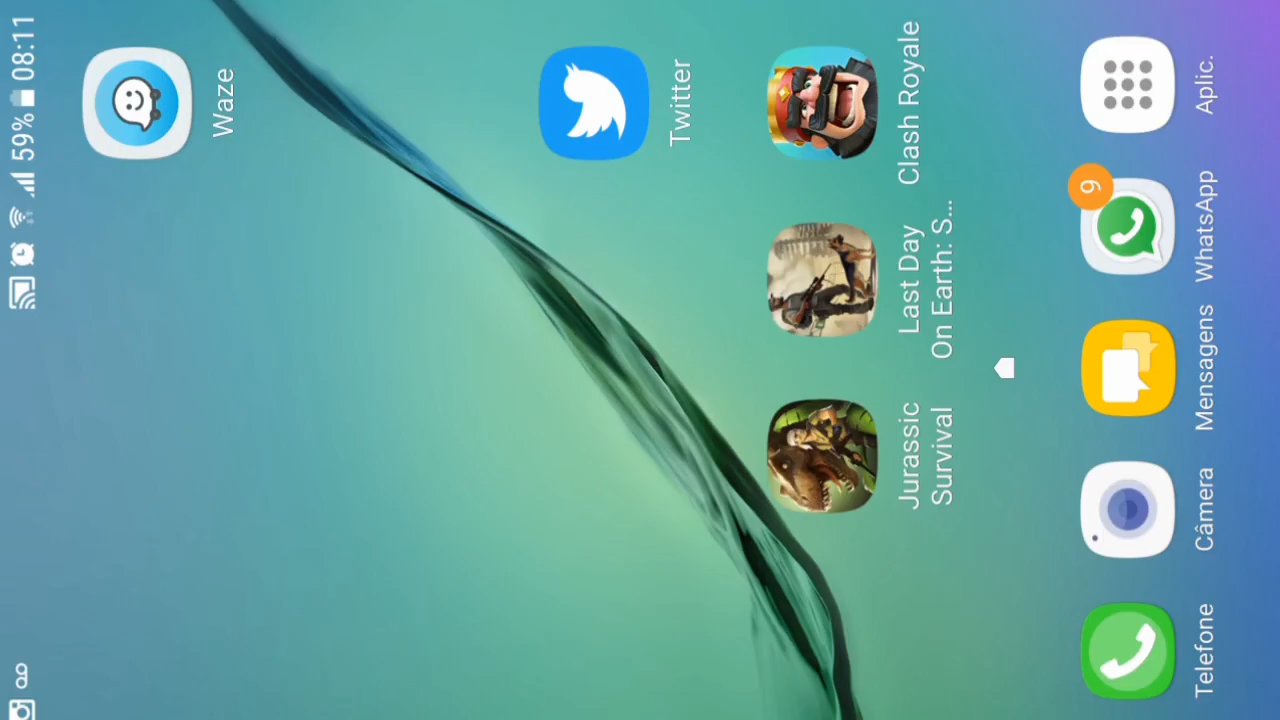 59% 08:11
Waze
Twitter
Jurassic
Survival
Last Day
On Earth: S...
Clash Royale
Telefone
Câmera
Mensagens
9
WhatsApp
Aplic.